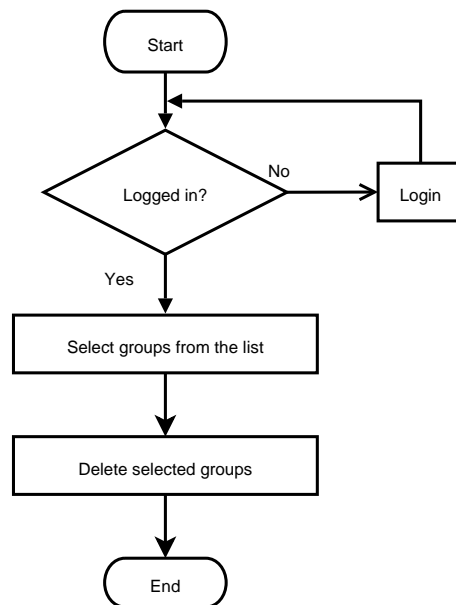 Start
No
Logged in?
Login
Yes
Select groups from the list
Delete selected groups
End